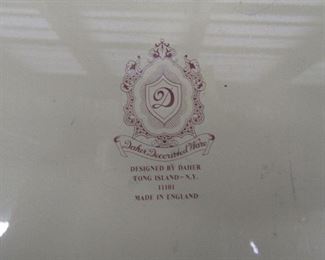 D
Daher Decorated Ware
DESIGNED BY DAHER
LONG ISLAND - N.Y.
11101
MADE IN ENGLAND